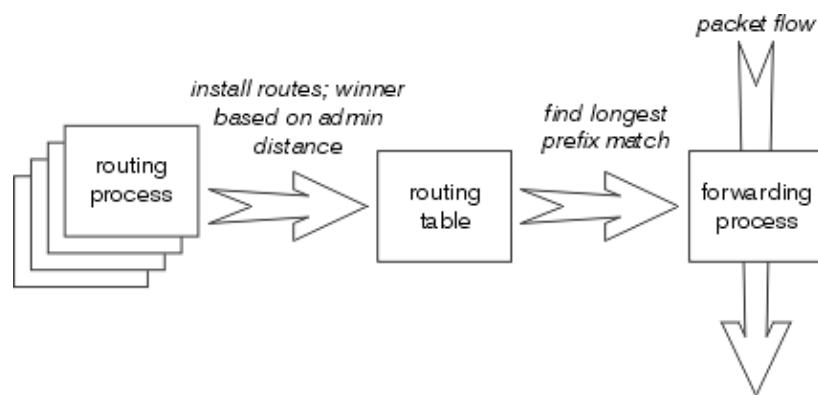 packet flow
install routes; winner
based on admin
distance
find longest
prefix match
routing
process
routing
table
forwarding
process